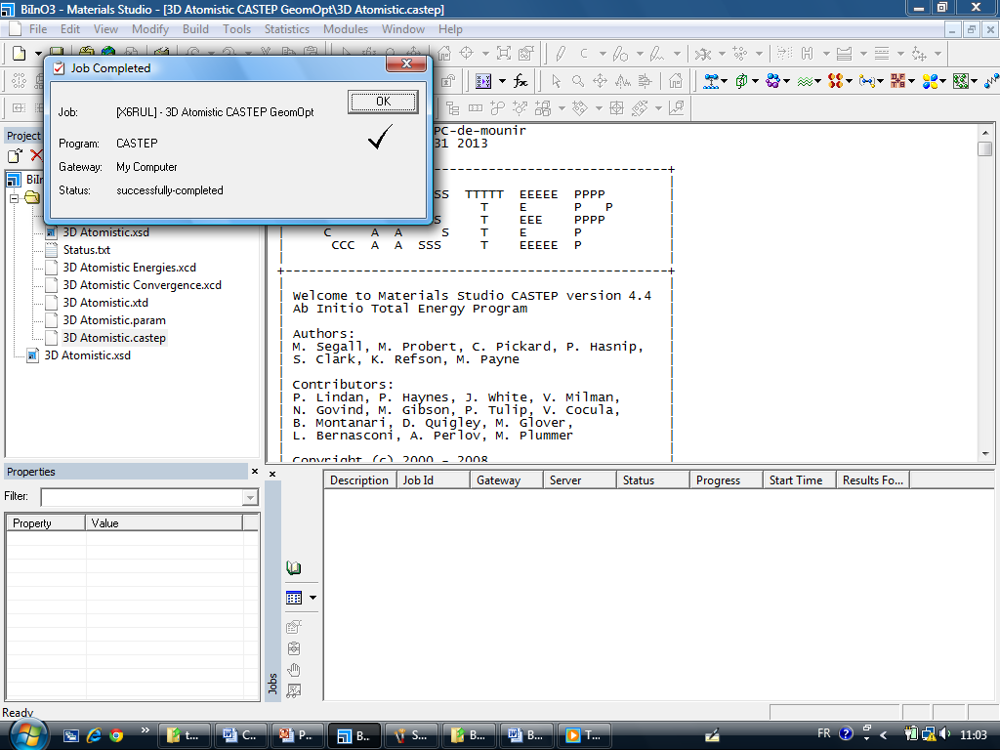 BiInO3 - Materials Studio - [3D Atomistic CASTEP GeomOpt\3D Atomistic.castep]
File Edit View Modify Build Tools Statistics Modules Window Help
Job Completed
OK
Job: [X6RUL] - 3D Atomistic CASTEP GeomOpt
Program: CASTEP
Gateway: My Computer
Status: successfully-completed
Project
BiIn
3D Atomistic.xsd
Status.txt
3D Atomistic Energies.xcd
3D Atomistic Convergence.xcd
3D Atomistic.xtd
3D Atomistic.param
3D Atomistic.castep
3D Atomistic.xsd
PC-de-mounir
31 2013
------------------------------------------------+
SS TTTTT EEEEE PPPP
T E P P
S T EEE PPPP
C A A S T E P
CCC A A SSS T EEEEE P
+-------------------------------------------------+
Welcome to Materials Studio CASTEP version 4.4
Ab Initio Total Energy Program
Authors:
M. Segall, M. Probert, C. Pickard, P. Hasnip,
S. Clark, K. Refson, M. Payne
Contributors:
P. Lindan, P. Haynes, J. White, V. Milman,
N. Govind, M. Gibson, P. Tulip, V. Cocula,
B. Montanari, D. Quigley, M. Glover,
L. Bernasconi, A. Perlov, M. Plummer
Copyright (c) 2000 - 2008
Properties
Filter:
Property Value
Jobs
Description Job Id Gateway Server Status Progress Start Time Results Fo...
Ready
t... C... P... B... S... B... B... T...
FR
11:03